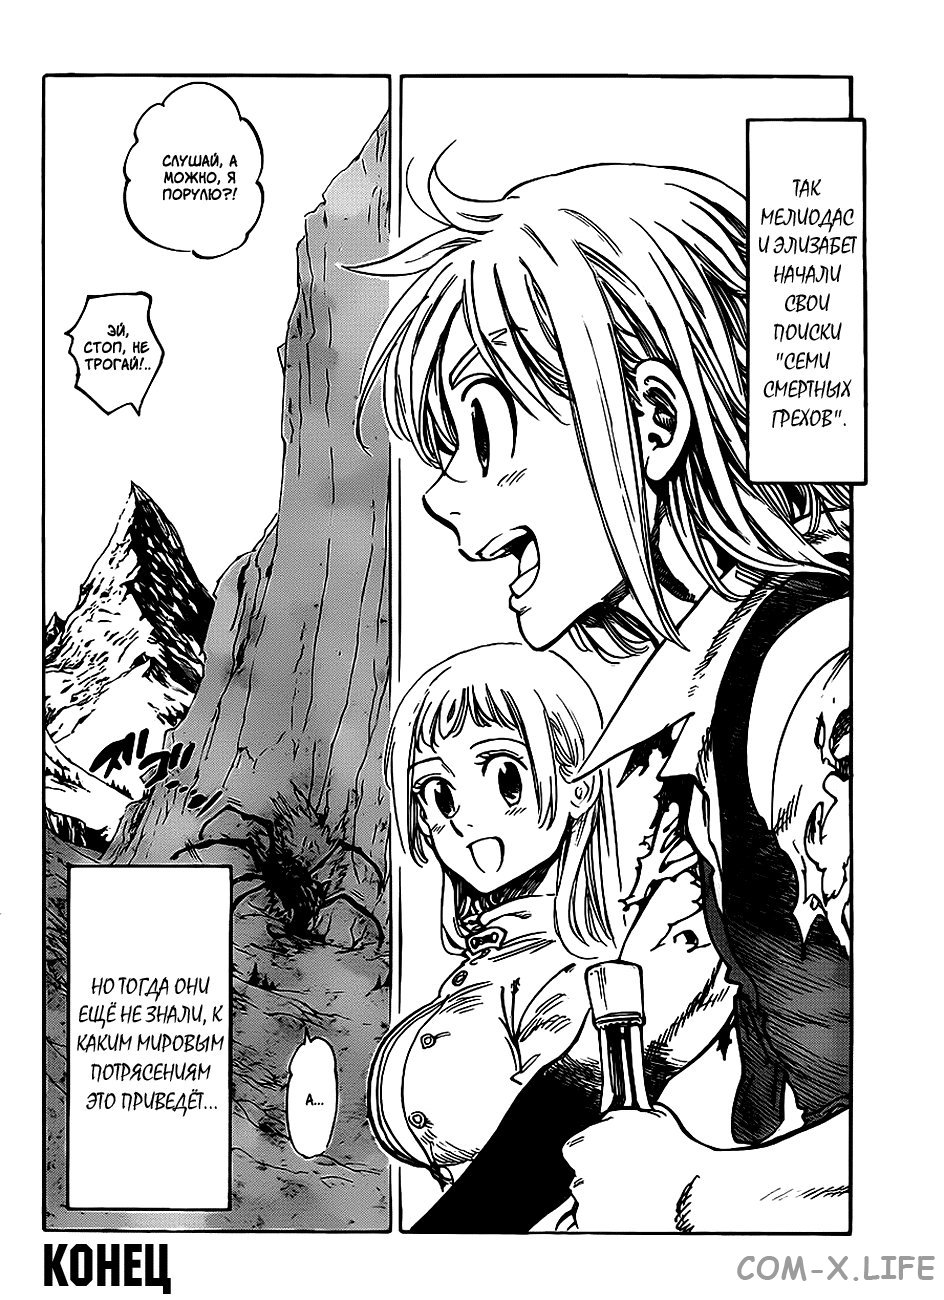 ТАК
МЕЛИОДАС
И ЭЛИЗАБЕТ
НАЧАЛИ
СВОИ
ПОИСКИ
"СЕМИ
СМЕРТНЫХ
ГРЕХОВ".
СЛУШАЙ, А
МОЖНО, Я
ПОРУЛЮ?!
ЭЙ,
СТОП, НЕ
ТРОГАЙ!..
А...
НО ТОГДА ОНИ
ЕЩЁ НЕ ЗНАЛИ, К
КАКИМ МИРОВЫМ
ПОТРЯСЕНИЯМ
ЭТО ПРИВЕДЁТ...
КОНЕЦ
COM-X.LIFE